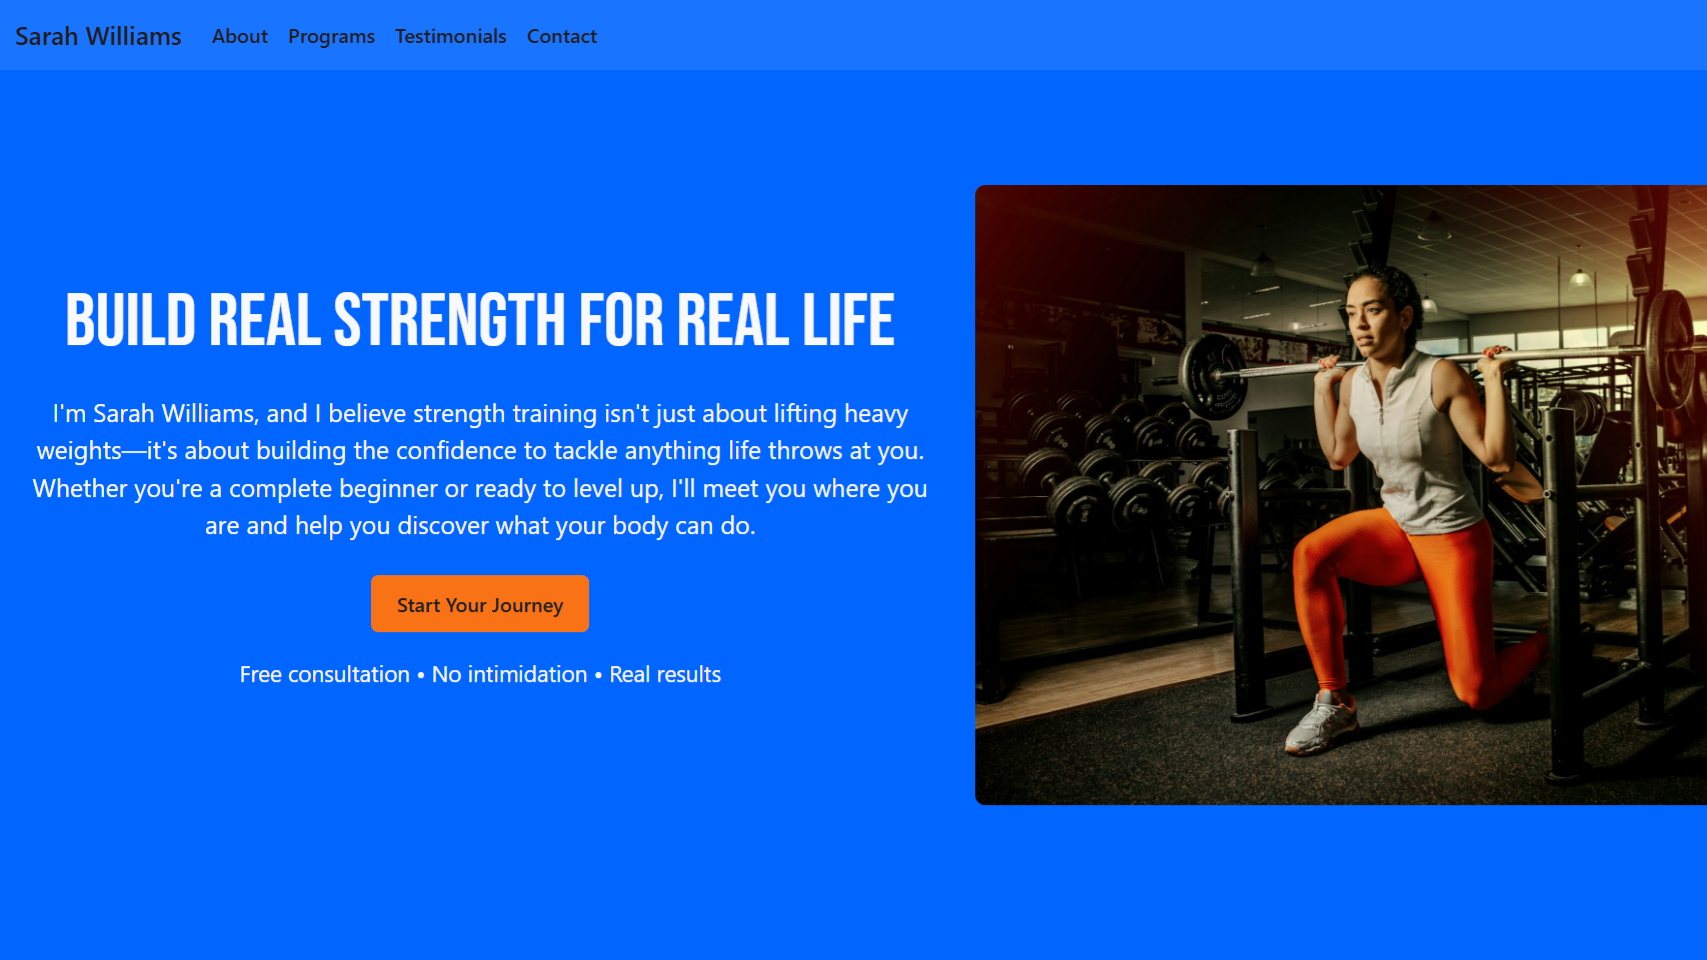 Sarah Williams About Programs Testimonials Contact
BUILD REAL STRENGTH FOR REAL LIFE
I'm Sarah Williams, and I believe strength training isn't just about lifting heavy
weights—it's about building the confidence to tackle anything life throws at you.
Whether you're a complete beginner or ready to level up, I'll meet you where you
are and help you discover what your body can do.
Start Your Journey
Free consultation • No intimidation • Real results